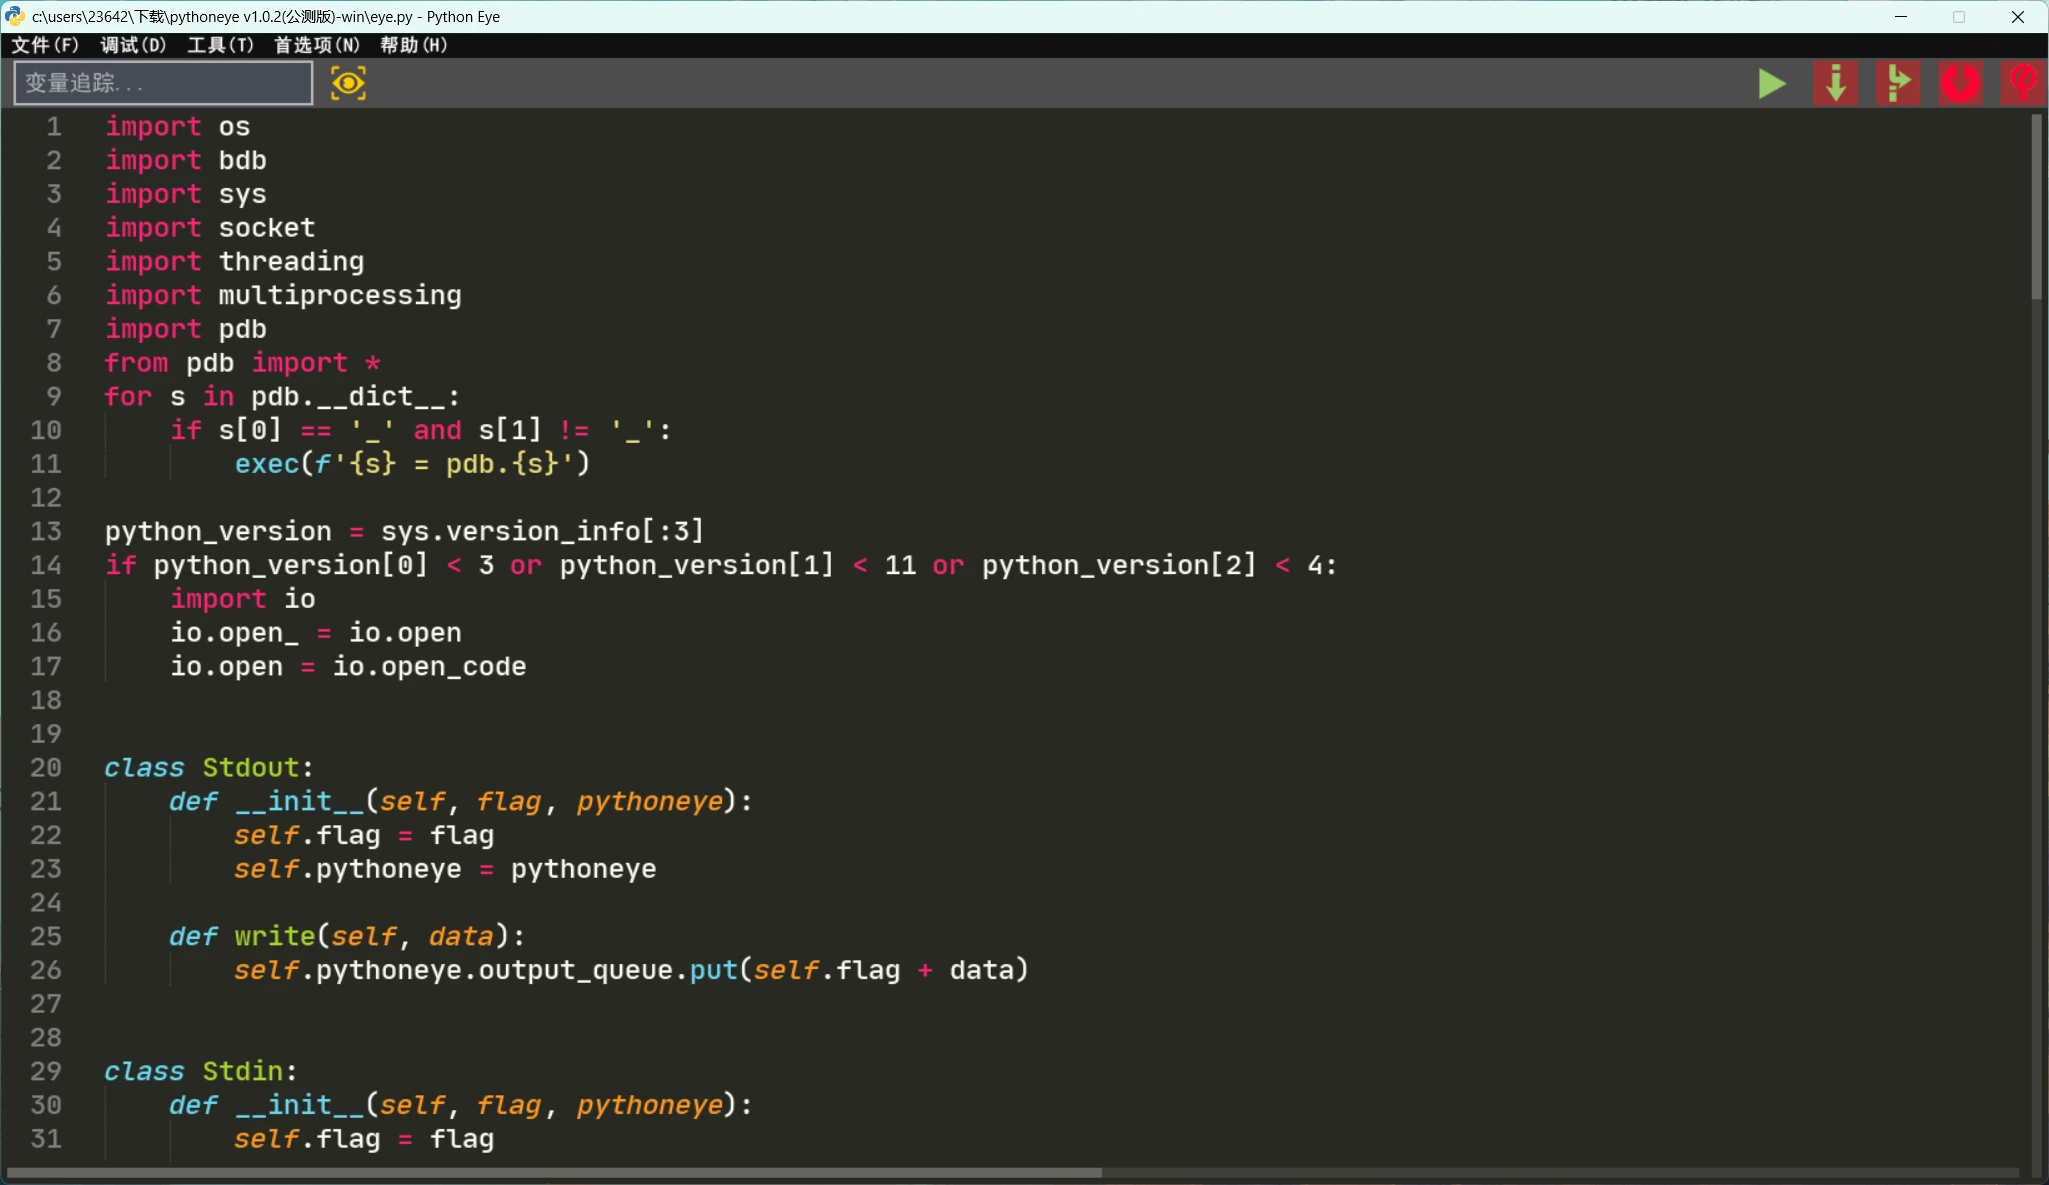 c:\users\23642\下载\pythoneye v1.0.2(公测版)-win\eye.py - Python Eye
文件(F) 调试(D) 工具(T) 首选项(N) 帮助(H)
变量追踪...
1 import os
2 import bdb
3 import sys
4 import socket
5 import threading
6 import multiprocessing
7 import pdb
8 from pdb import *
9 for s in pdb.__dict__:
10     if s[0] == '_' and s[1] != '_':
11         exec(f'{s} = pdb.{s}')
12
13 python_version = sys.version_info[:3]
14 if python_version[0] < 3 or python_version[1] < 11 or python_version[2] < 4:
15     import io
16     io.open_ = io.open
17     io.open = io.open_code
18
19
20 class Stdout:
21     def __init__(self, flag, pythoneye):
22         self.flag = flag
23         self.pythoneye = pythoneye
24
25     def write(self, data):
26         self.pythoneye.output_queue.put(self.flag + data)
27
28
29 class Stdin:
30     def __init__(self, flag, pythoneye):
31         self.flag = flag